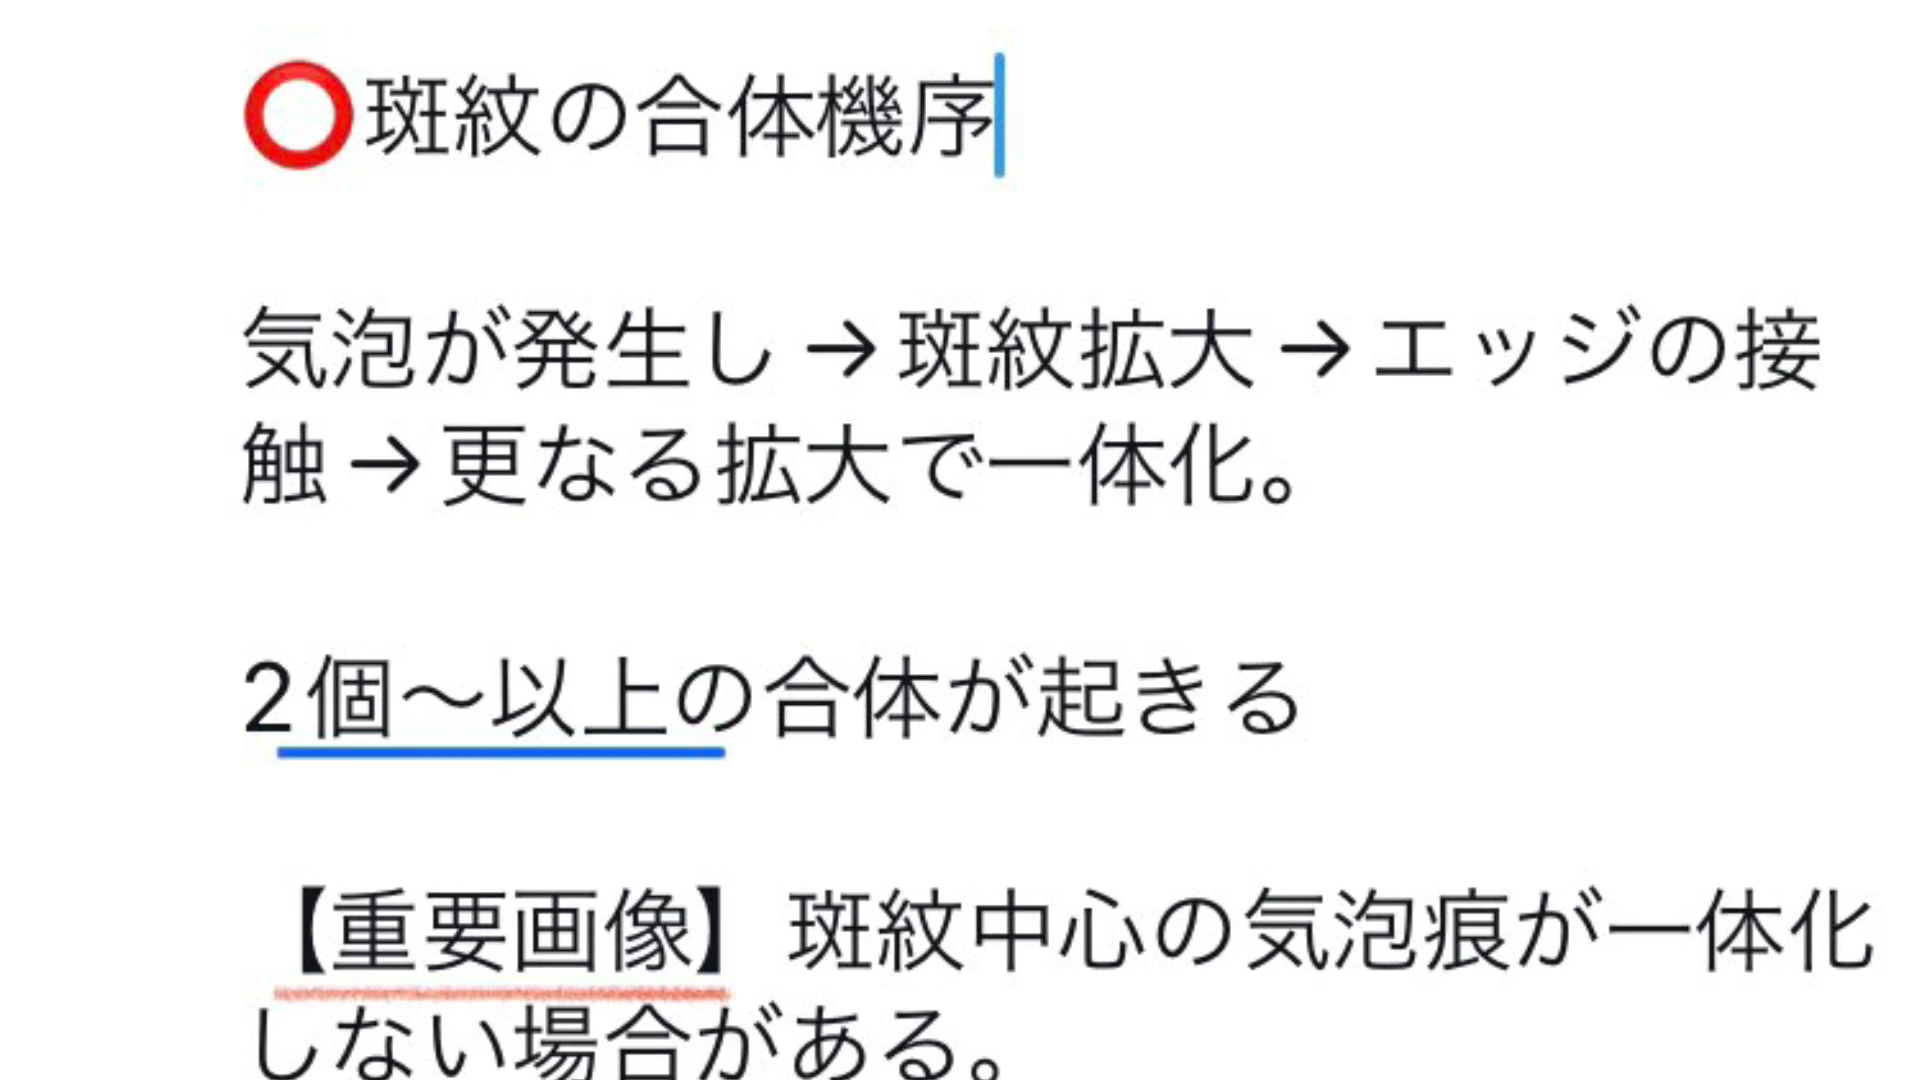 ⭕斑紋の合体機序
気泡が発生し→斑紋拡大→エッジの接
触→更なる拡大で一体化。
2個〜以上の合体が起きる
【重要画像】斑紋中心の気泡痕が一体化
しない場合がある。